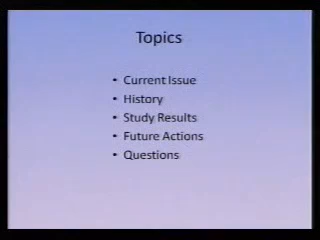 Topics
• Current Issue
• History
• Study Results
• Future Actions
• Questions